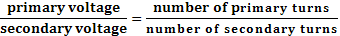 primary voltage = number of primary turns
secondary voltage number of secondary turns